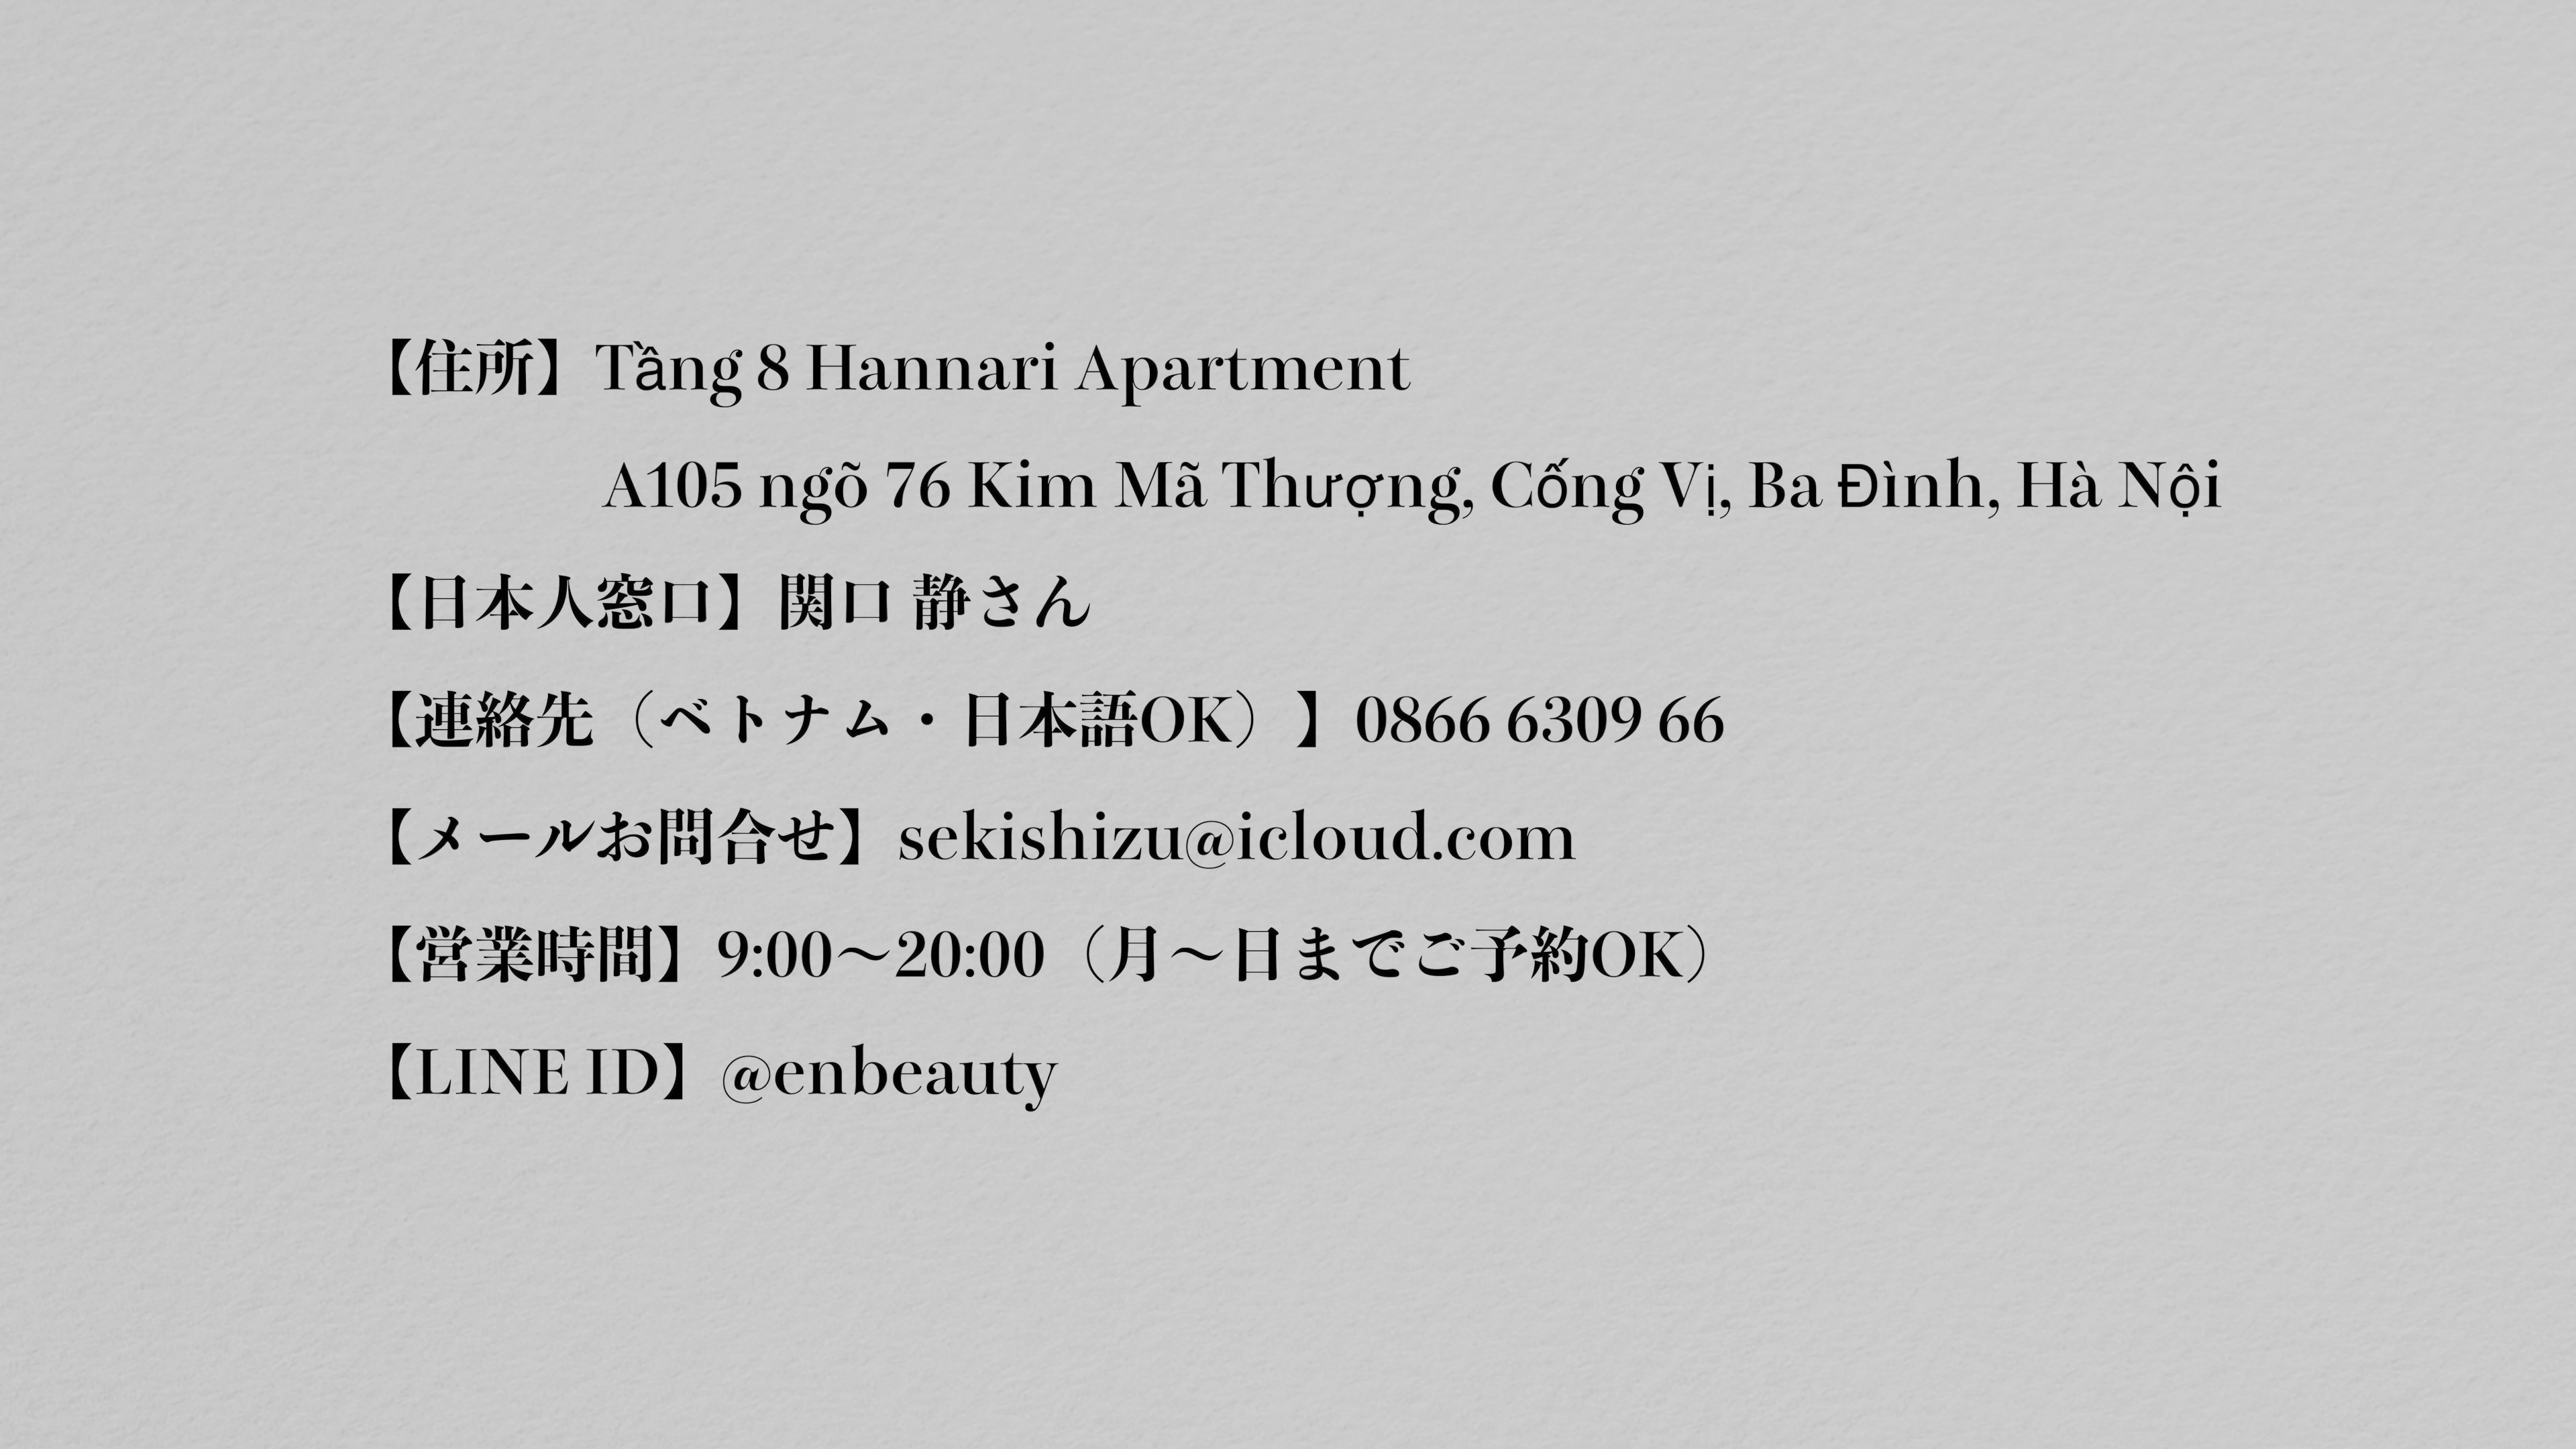 【住所】Tầng 8 Hannari Apartment
A105 ngõ 76 Kim Mã Thượng, Cống Vị, Ba Đình, Hà Nội
【日本人窓口】関口 静さん
【連絡先（ベトナム・日本語OK）】0866 6309 66
【メールお問合せ】sekishizu@icloud.com
【営業時間】9:00〜20:00（月〜日までご予約OK）
【LINE ID】@enbeauty